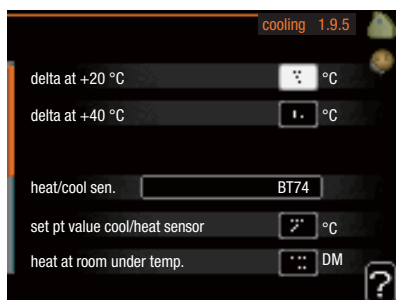 cooling 1.9.5
delta at +20 °C °C
delta at +40 °C °C
heat/cool sen. BT74
set pt value cool/heat sensor °C
heat at room under temp. DM
?